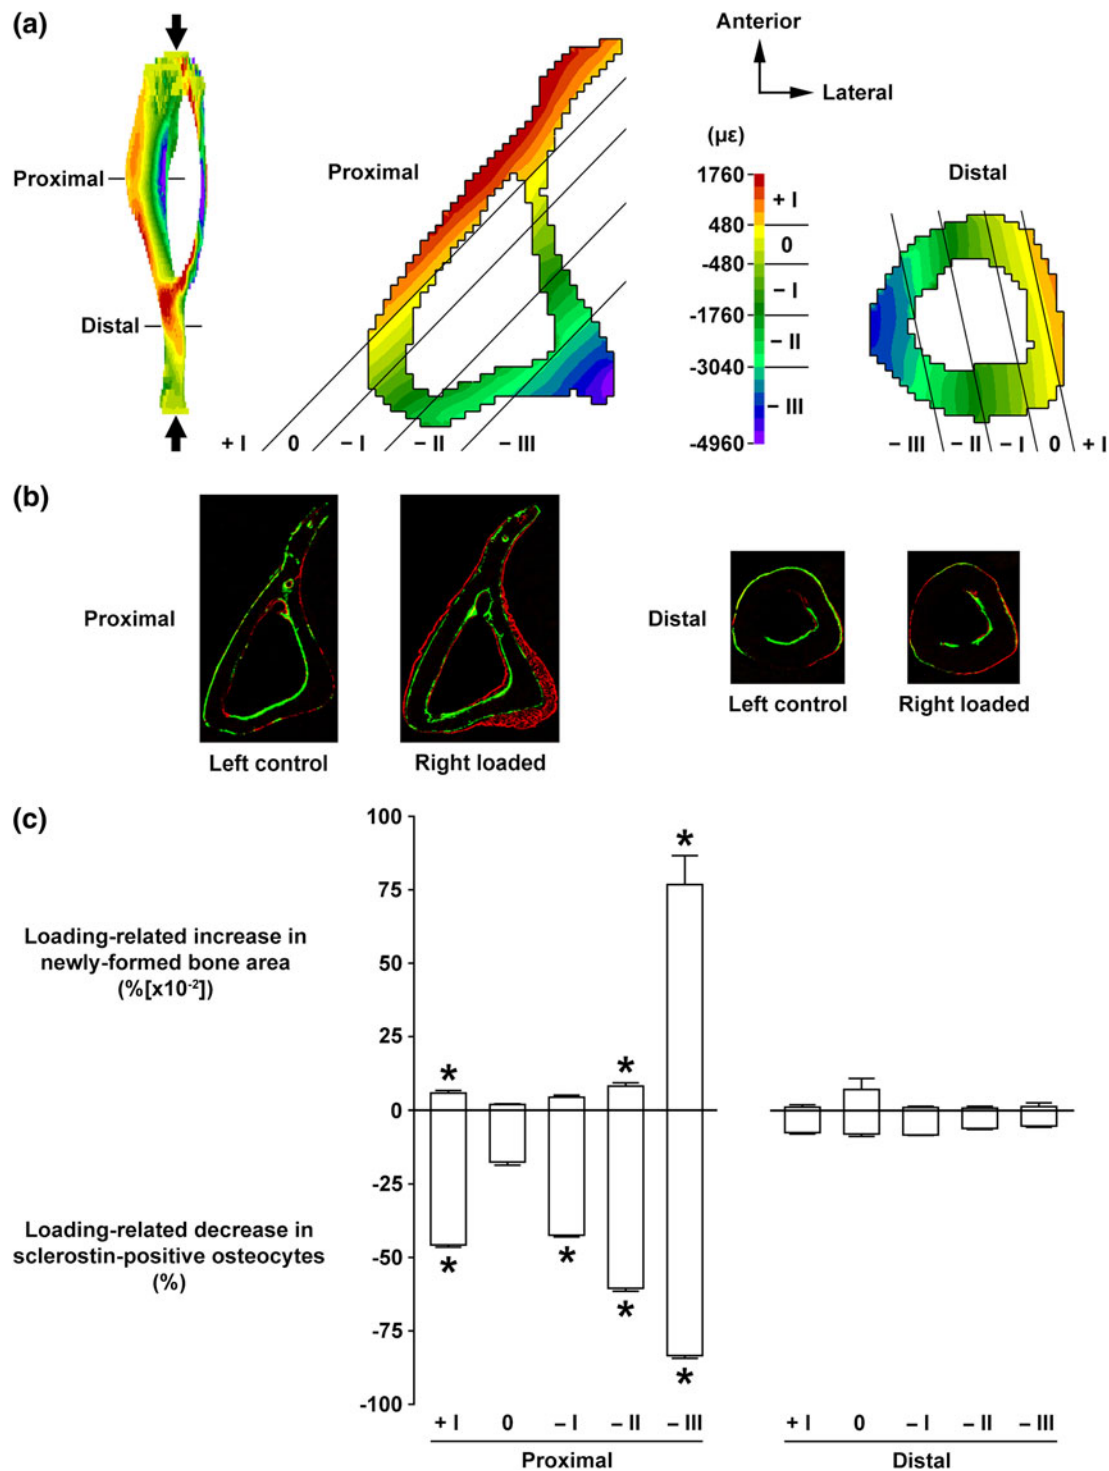 (a)
Anterior
Lateral
Proximal
Distal
Proximal
(με)
1760
480
-480
-1760
-3040
-4960
+ I
0
– I
– II
– III
Distal
+ I
0
– I
– II
– III
– III
– II
– I
0
+ I
(b)
Proximal
Left control
Right loaded
Distal
Left control
Right loaded
(c)
Loading-related increase in
newly-formed bone area
(%[x10⁻²])
Loading-related decrease in
sclerostin-positive osteocytes
(%)
100
75
50
25
0
-25
-50
-75
-100
*
*
*
*
*
*
*
+ I
0
– I
– II
– III
Proximal
+ I
0
– I
– II
– III
Distal